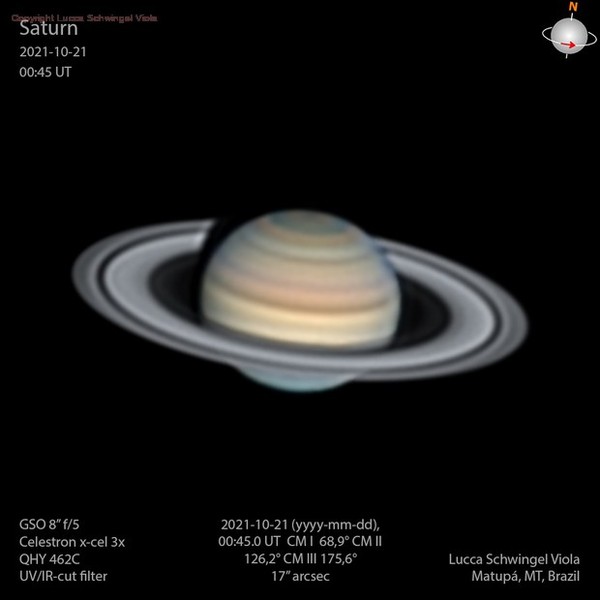 Copyright Lucca Schwingel Viola
Saturn
2021-10-21
00:45 UT
N
GSO 8” f/5
Celestron x-cel 3x
QHY 462C
UV/IR-cut filter
2021-10-21 (yyyy-mm-dd),
00:45.0 UT CM I 68,9° CM II
126,2° CM III 175,6°
17” arcsec
Lucca Schwingel Viola
Matupá, MT, Brazil